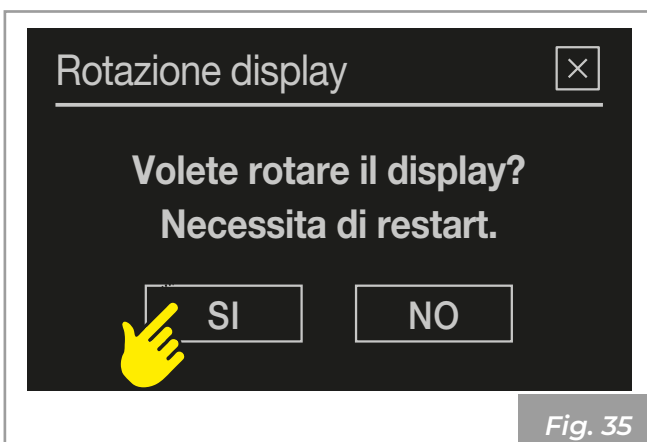 Rotazione display
Volete rotare il display?
Necessita di restart.
SI
NO
Fig. 35